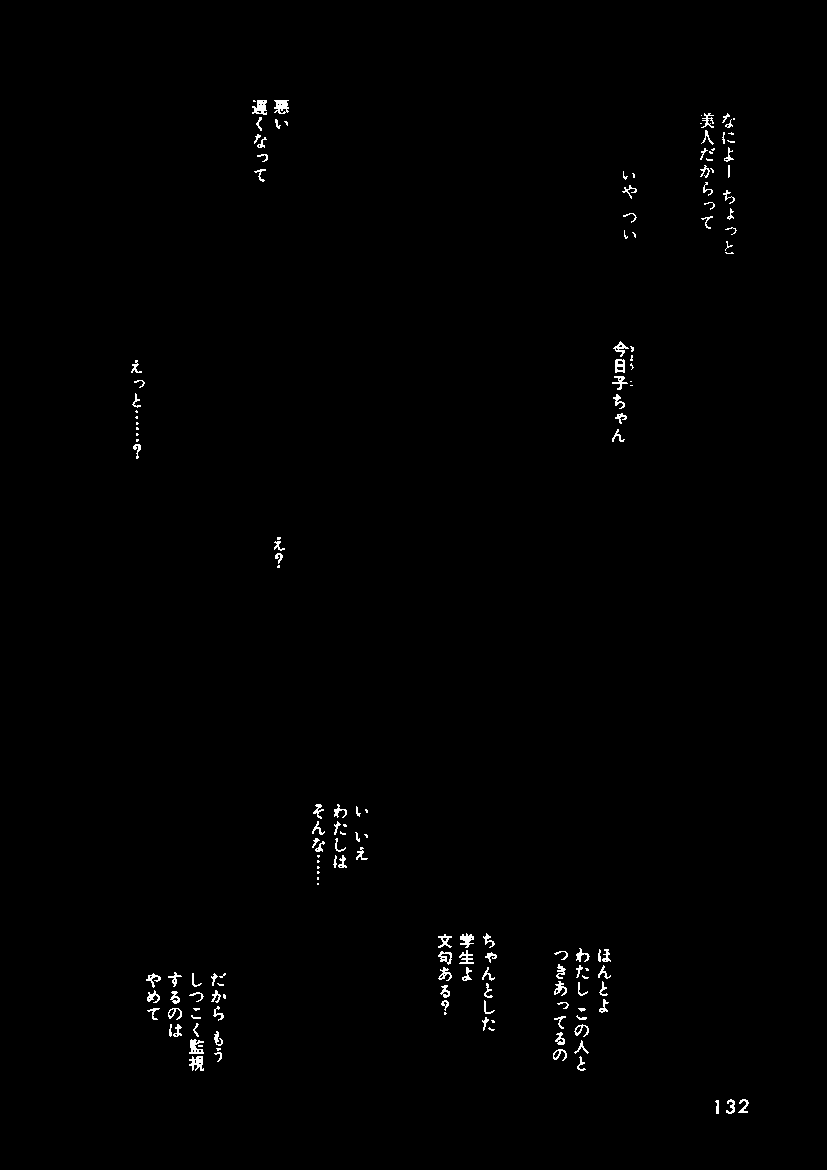 なによー ちょっと
美人だからって
いや つい
今日子ちゃん
きょうこ
悪い
遅くなって
えっと……?
え?
い いえ
わたしは
そんな……
ほんとよ
わたし この人と
つきあってるの
ちゃんとした
学生よ
文句ある?
だから もう
しつこく監視
するのは
やめて
132